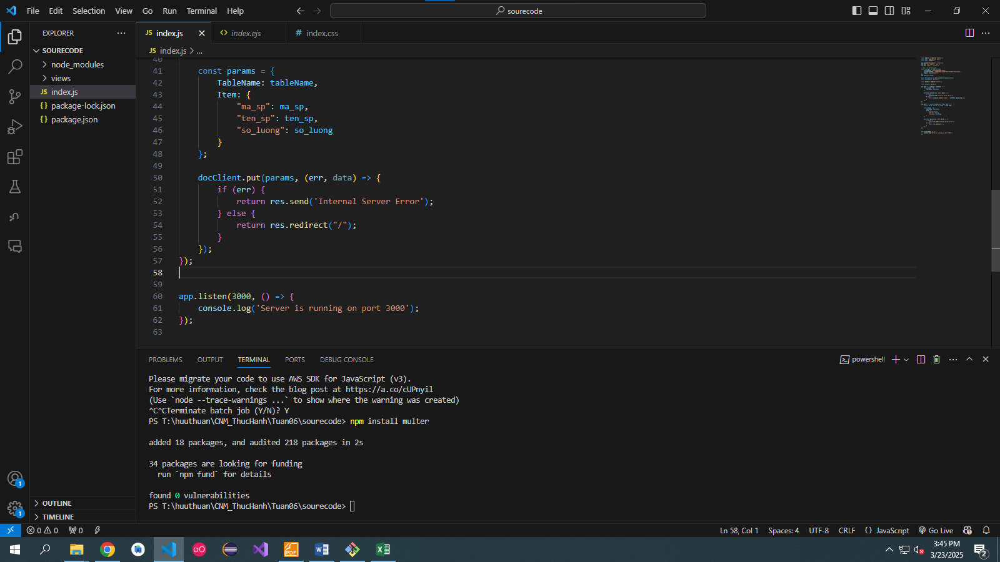 File Edit Selection View Go Run Terminal Help
sourecode
EXPLORER
SOURECODE
node_modules
views
JS index.js
{} package-lock.json
{} package.json
OUTLINE
TIMELINE
JS index.js
<> index.ejs
# index.css
JS index.js > ...
40
41 const params = {
42 TableName: tableName,
43 Item: {
44 "ma_sp": ma_sp,
45 "ten_sp": ten_sp,
46 "so_luong": so_luong
47 }
48 };
49
50 docClient.put(params, (err, data) => {
51 if (err) {
52 return res.send('Internal Server Error');
53 } else {
54 return res.redirect("/");
55 }
56 });
57 });
58
59
60 app.listen(3000, () => {
61 console.log('Server is running on port 3000');
62 });
63
PROBLEMS OUTPUT TERMINAL PORTS DEBUG CONSOLE
powershell
Please migrate your code to use AWS SDK for JavaScript (v3).
For more information, check the blog post at https://a.co/cUPnyil
(Use `node --trace-warnings ...` to show where the warning was created)
^C^CTerminate batch job (Y/N)? Y
PS T:\huuthuan\CNM_ThucHanh\Tuan06\sourecode> npm install multer
added 18 packages, and audited 218 packages in 2s
34 packages are looking for funding
run `npm fund` for details
found 0 vulnerabilities
PS T:\huuthuan\CNM_ThucHanh\Tuan06\sourecode>
1
1
0 0 0
Ln 58, Col 1 Spaces: 4 UTF-8 CRLF {} JavaScript Go Live
PDF
3:45 PM
3/23/2025
2